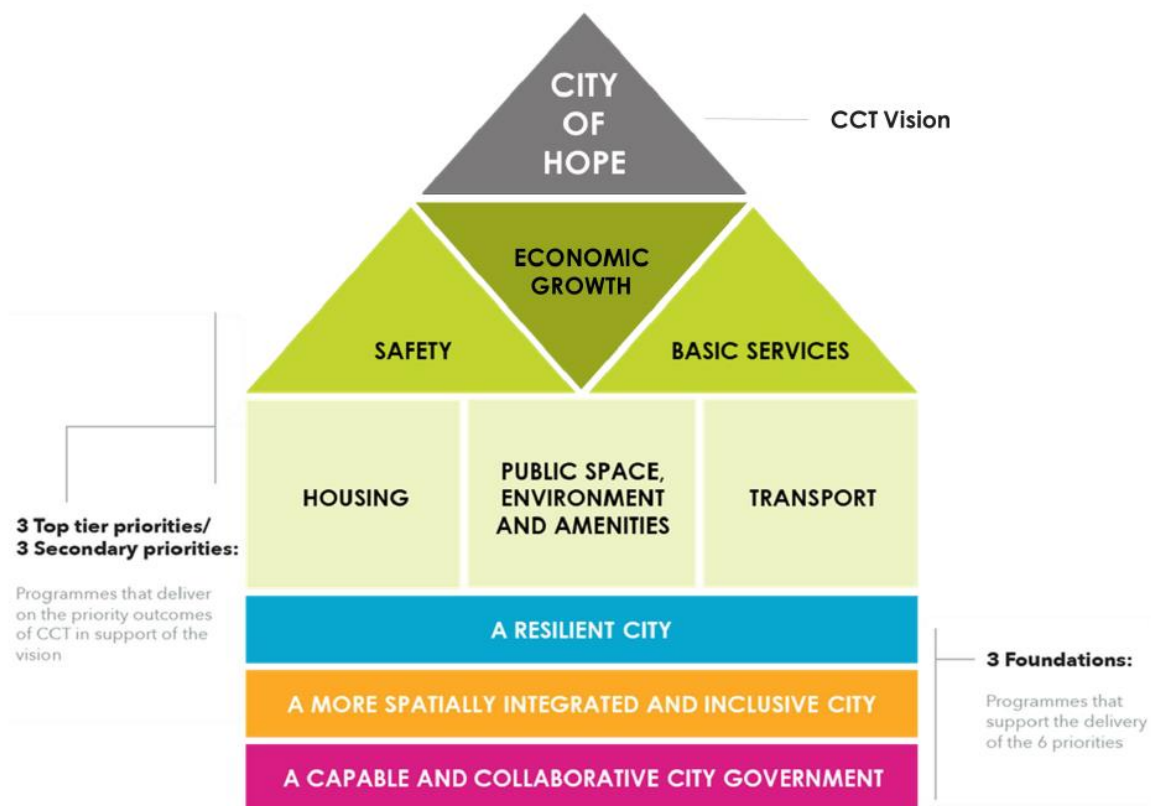 CITY
OF
HOPE
CCT Vision
ECONOMIC
GROWTH
SAFETY
BASIC SERVICES
HOUSING
PUBLIC SPACE,
ENVIRONMENT
AND AMENITIES
TRANSPORT
3 Top tier priorities/
3 Secondary priorities:
Programmes that deliver
on the priority outcomes
of CCT in support of the
vision
A RESILIENT CITY
A MORE SPATIALLY INTEGRATED AND INCLUSIVE CITY
A CAPABLE AND COLLABORATIVE CITY GOVERNMENT
3 Foundations:
Programmes that
support the delivery
of the 6 priorities